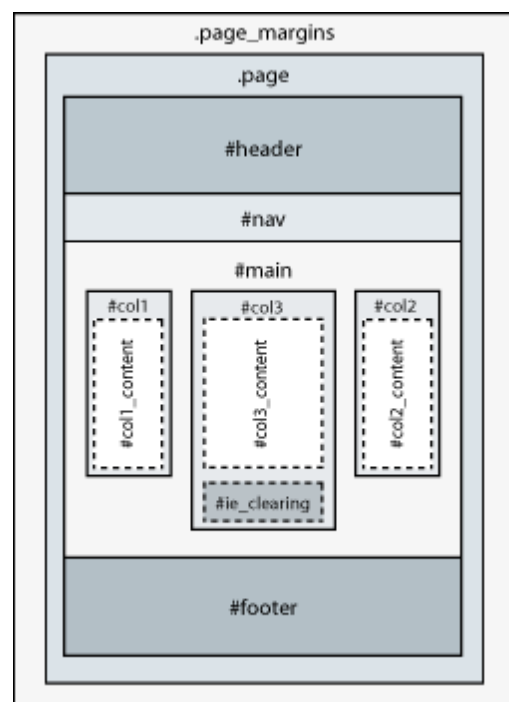 .page_margins
.page
#header
#nav
#main
#col1
#col3
#col2
#col1_content
#col3_content
#col2_content
#ie_clearing
#footer